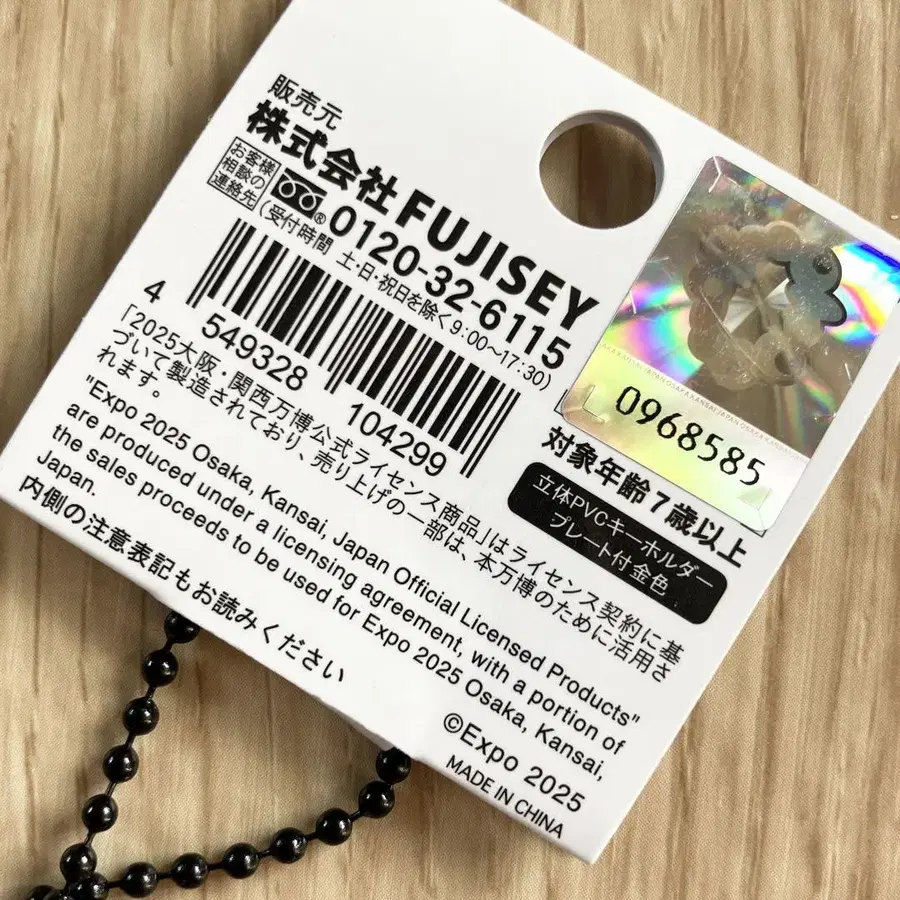 販売元
株式会社FUJISEY
お客様
相談の
連絡先
0120-32-6115
(受付時間 土・日・祝日を除く9:00〜17:30)
4 549328 104299
0968585
対象年齢7歳以上
立体PVCキーホルダー
プレート付金色
「2025大阪・関西万博公式ライセンス商品」はライセンス契約に基
づいて製造されており、売り上げの一部は、本万博のために活用さ
れます。
"Expo 2025 Osaka, Kansai, Japan Official Licensed Products"
are produced under a licensing agreement, with a portion of
the sales proceeds to be used for Expo 2025 Osaka, Kansai,
Japan.
内側の注意表記もお読みください
©Expo 2025
MADE IN CHINA